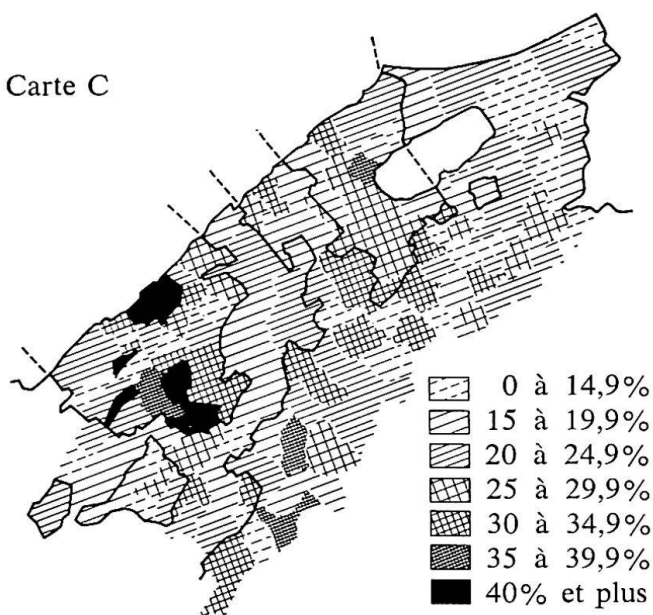 Carte C
0 à 14,9%
15 à 19,9%
20 à 24,9%
25 à 29,9%
30 à 34,9%
35 à 39,9%
40% et plus